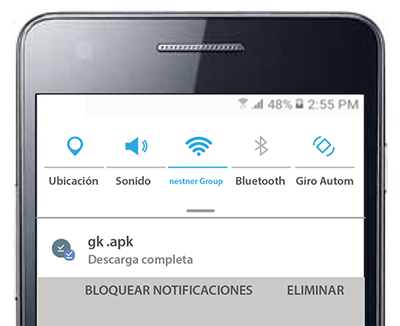 48% 2:55 PM
Ubicación Sonido nestner Group Bluetooth Giro Autom
gk .apk
Descarga completa
BLOQUEAR NOTIFICACIONES ELIMINAR